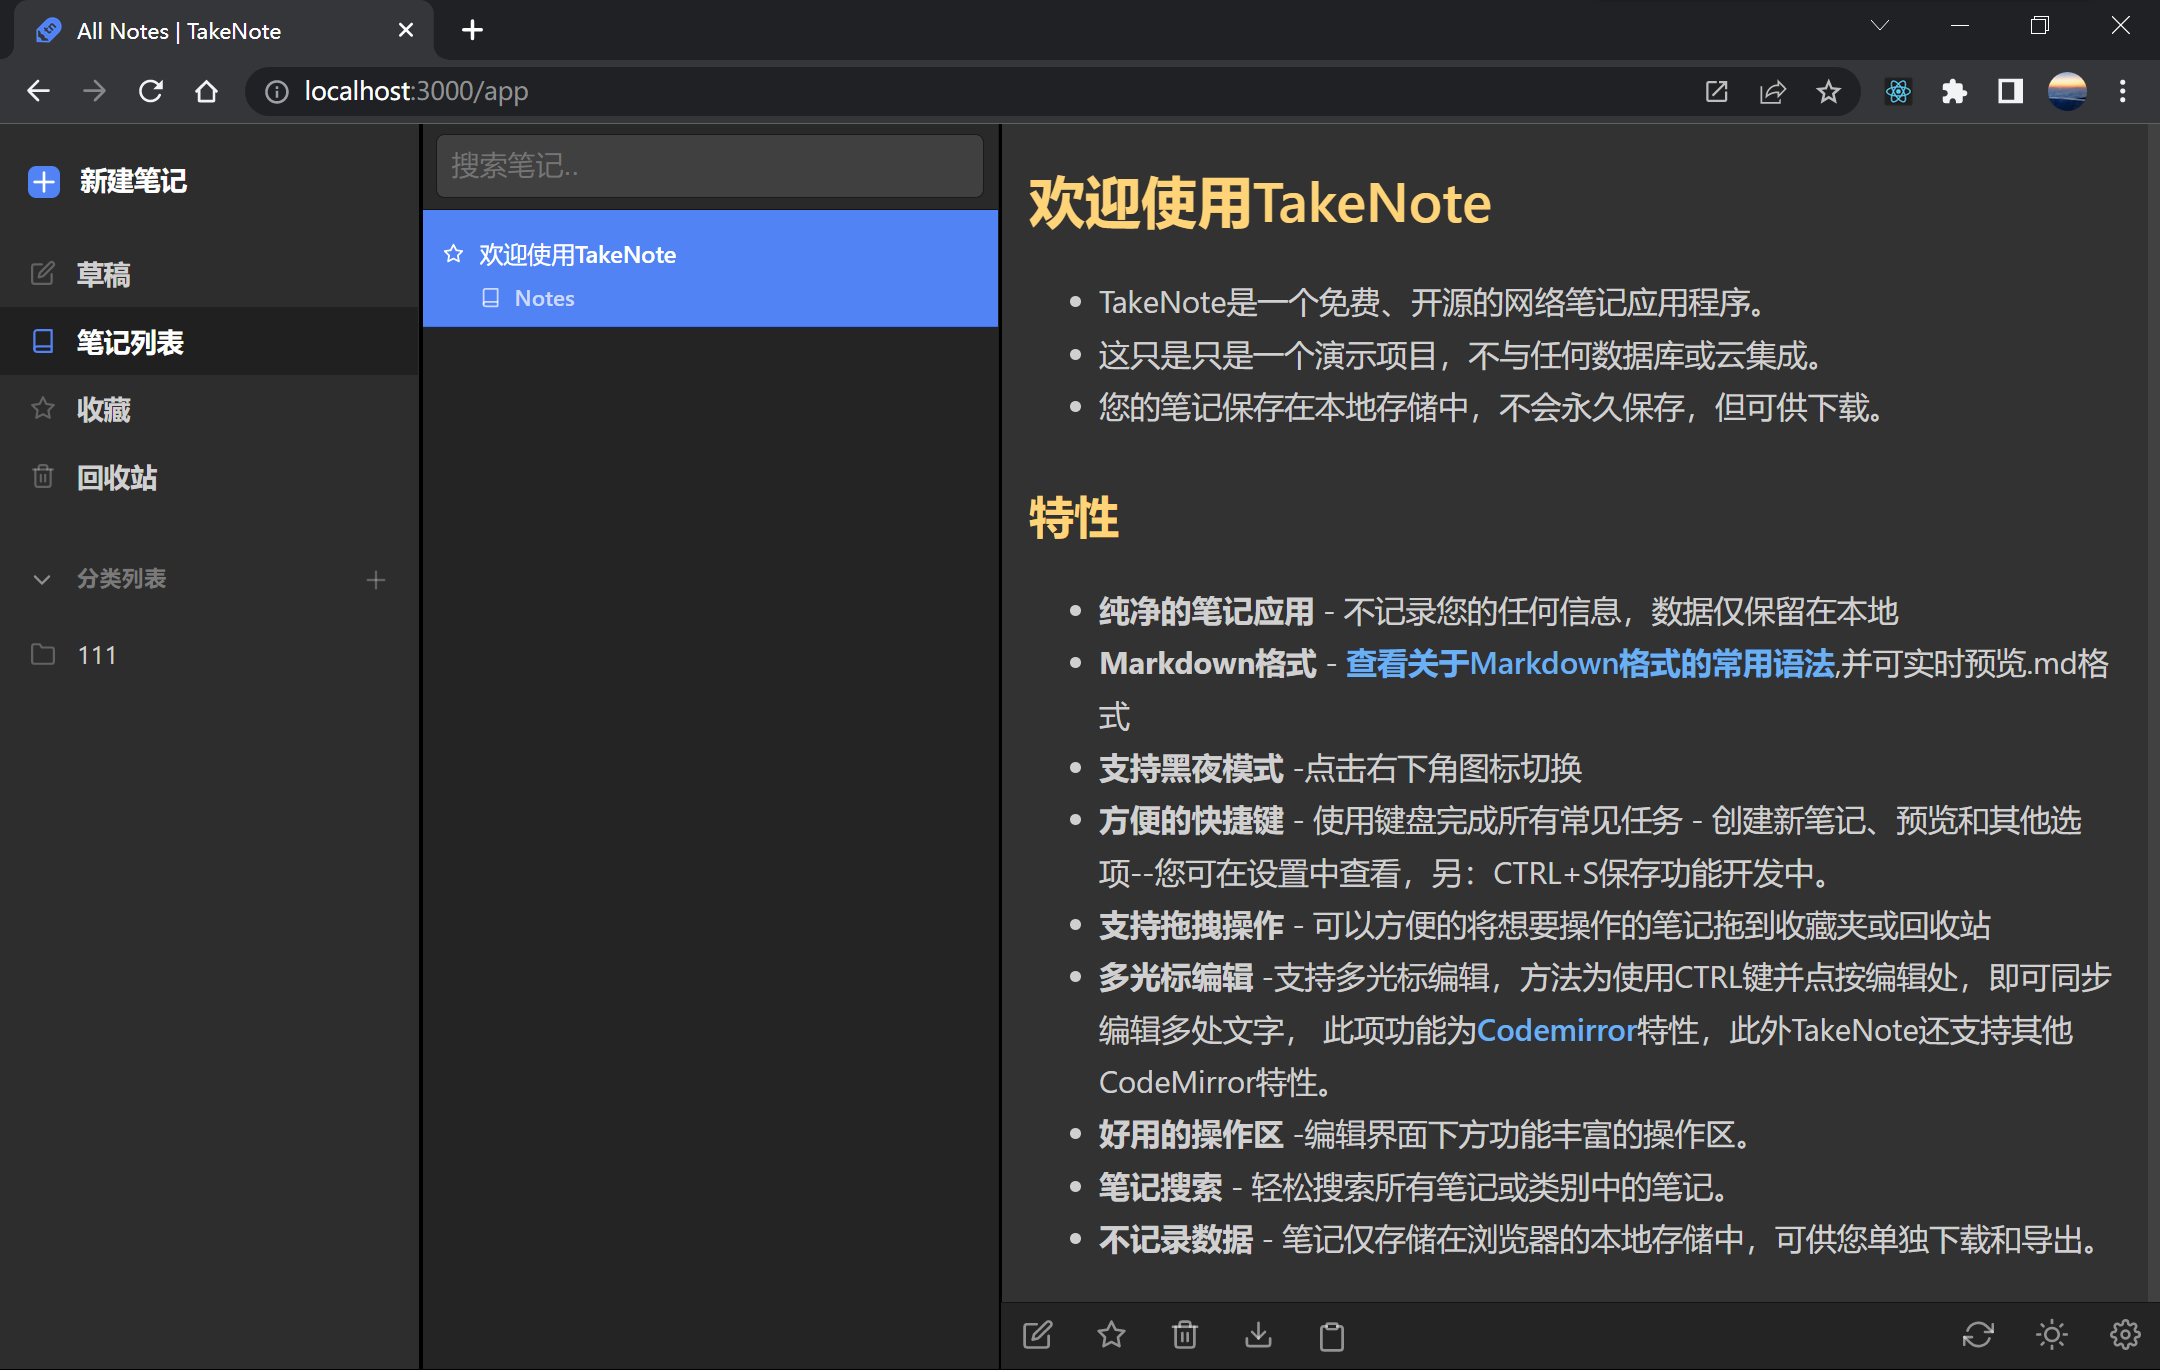 All Notes | TakeNote
localhost:3000/app
新建笔记
草稿
笔记列表
收藏
回收站
分类列表
111
搜索笔记..
欢迎使用TakeNote
Notes
欢迎使用TakeNote
TakeNote是一个免费、开源的网络笔记应用程序。
这只是只是一个演示项目，不与任何数据库或云集成。
您的笔记保存在本地存储中，不会永久保存，但可供下载。
特性
纯净的笔记应用 - 不记录您的任何信息，数据仅保留在本地
Markdown格式 - 查看关于Markdown格式的常用语法,并可实时预览.md格
式
支持黑夜模式 -点击右下角图标切换
方便的快捷键 - 使用键盘完成所有常见任务 - 创建新笔记、预览和其他选
项--您可在设置中查看，另：CTRL+S保存功能开发中。
支持拖拽操作 - 可以方便的将想要操作的笔记拖到收藏夹或回收站
多光标编辑 -支持多光标编辑，方法为使用CTRL键并点按编辑处，即可同步
编辑多处文字， 此项功能为Codemirror特性，此外TakeNote还支持其他
CodeMirror特性。
好用的操作区 -编辑界面下方功能丰富的操作区。
笔记搜索 - 轻松搜索所有笔记或类别中的笔记。
不记录数据 - 笔记仅存储在浏览器的本地存储中，可供您单独下载和导出。